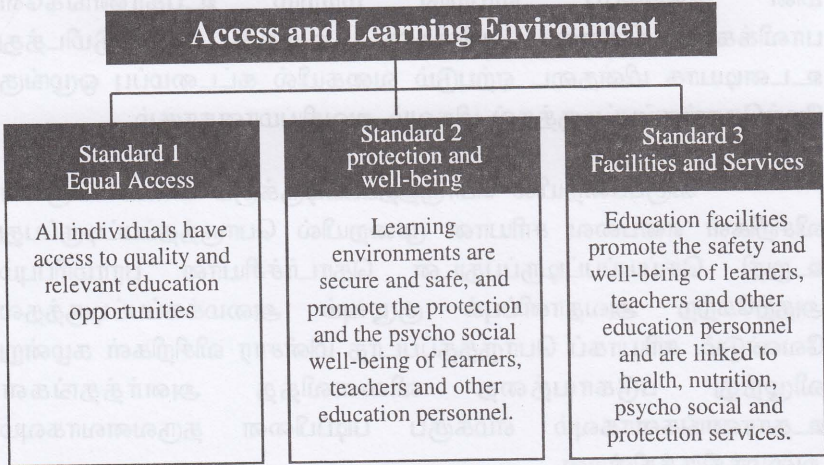 Access and Learning Environment
Standard 1
Equal Access
All individuals have
access to quality and
relevant education
opportunities
Standard 2
protection and
well-being
Learning
environments are
secure and safe, and
promote the protection
and the psycho social
well-being of learners,
teachers and other
education personnel.
Standard 3
Facilities and Services
Education facilities
promote the safety and
well-being of learners,
teachers and other
education personnel
and are linked to
health, nutrition,
psycho social and
protection services.